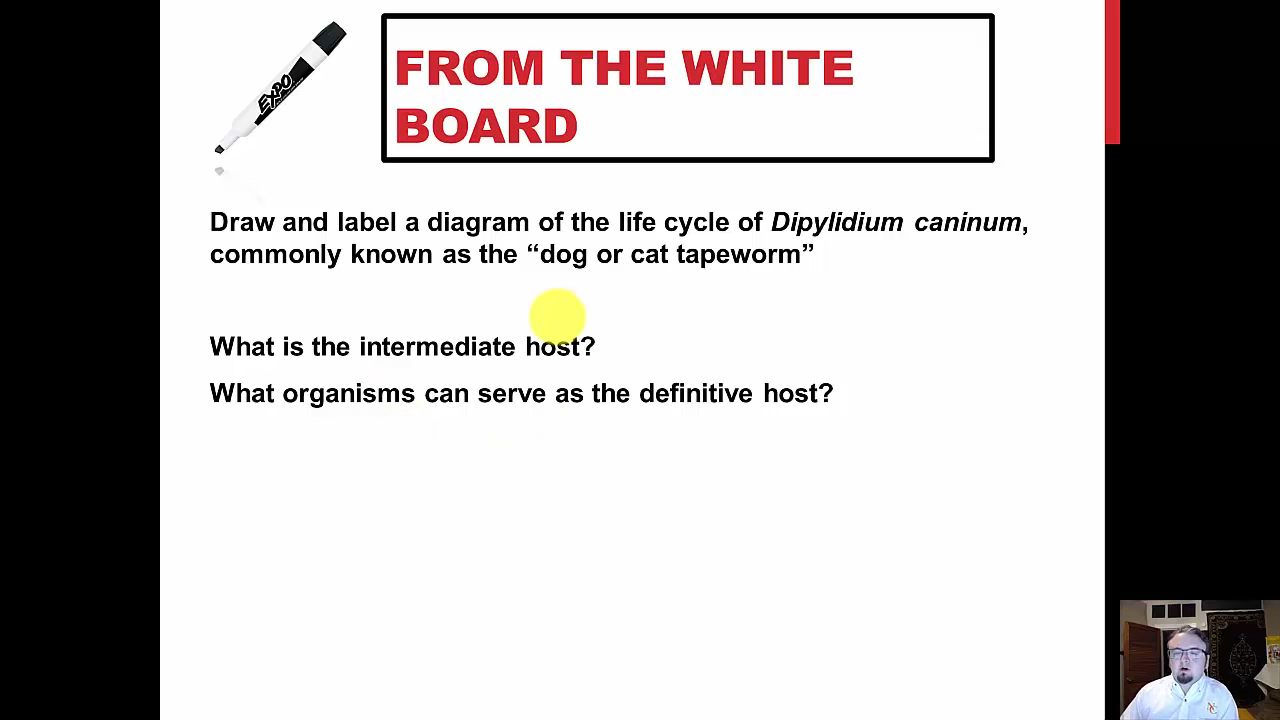 EXPO
FROM THE WHITE
BOARD
Draw and label a diagram of the life cycle of Dipylidium caninum,
commonly known as the “dog or cat tapeworm”
What is the intermediate host?
What organisms can serve as the definitive host?